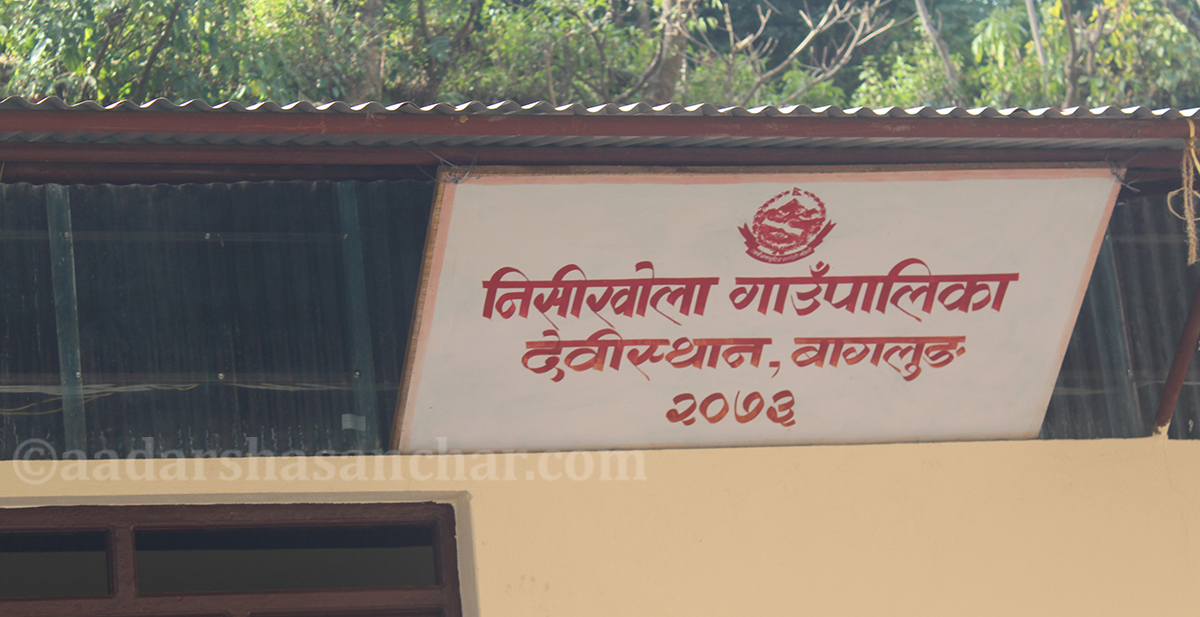 निसीखोला गाउँपालिका
देवीस्थान, बागलुङ
२०७३
©aadarshasanchar.com